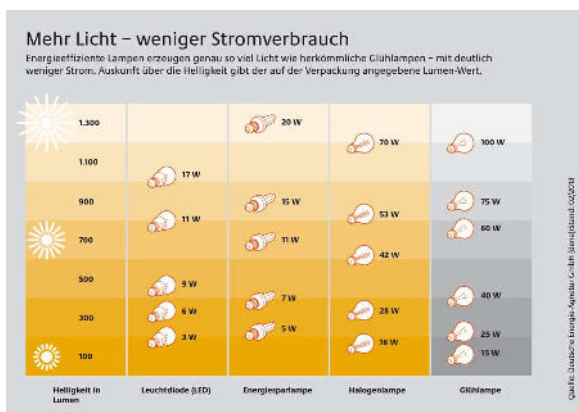 Mehr Licht – weniger Stromverbrauch
Energieeffiziente Lampen erzeugen genau so viel Licht wie herkömmliche Glühlampen – mit deutlich
weniger Strom. Auskunft über die Helligkeit gibt der auf der Verpackung angegebene Lumen-Wert.
1.300
20 W
70 W
100 W
1.100
17 W
900
15 W
75 W
11 W
53 W
60 W
700
11 W
42 W
500
9 W
7 W
40 W
300
6 W
28 W
5 W
25 W
3 W
18 W
15 W
100
Helligkeit in
Lumen
Leuchtdiode (LED)
Energiesparlampe
Halogenlampe
Glühlampe
Quelle: Deutsche Energie-Agentur GmbH (dena)/Stand: 02/2013